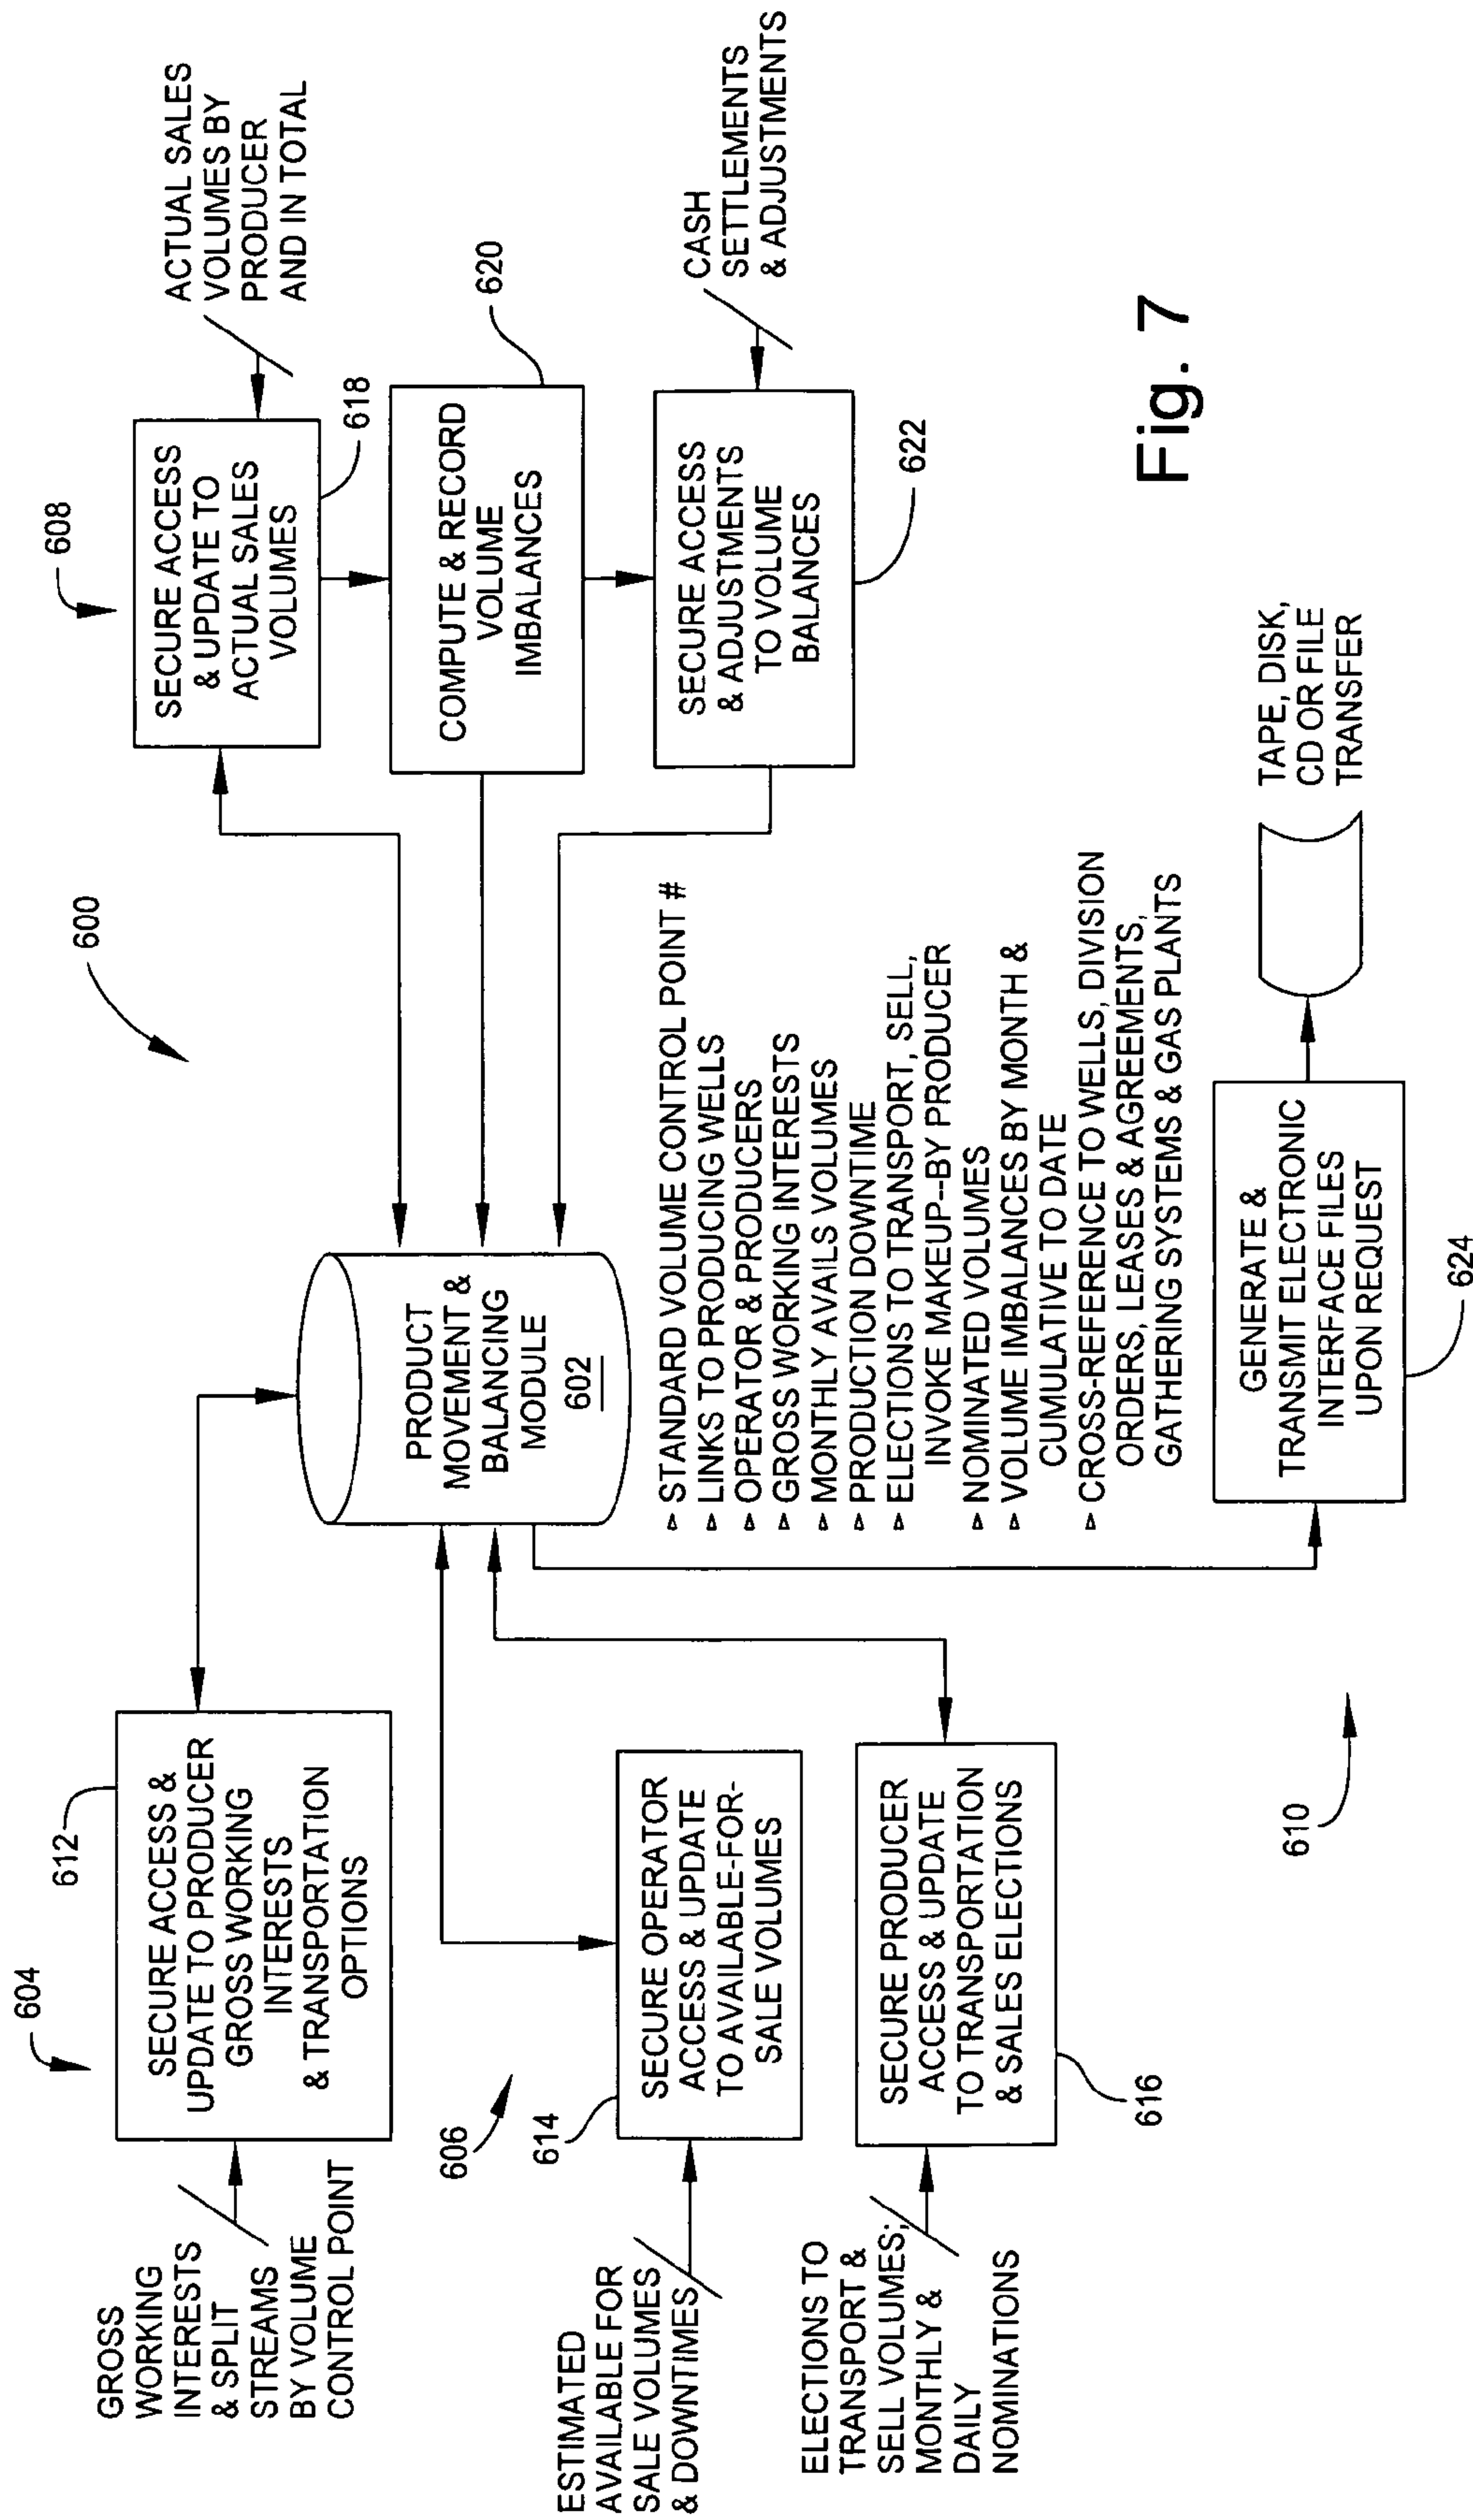 600
604
612
GROSS
WORKING
INTERESTS
& SPLIT
STREAMS
BY VOLUME
CONTROL POINT
SECURE ACCESS &
UPDATE TO PRODUCER
GROSS WORKING
INTERESTS
& TRANSPORTATION
OPTIONS
606
614
ESTIMATED
AVAILABLE FOR
SALE VOLUMES
& DOWNTIMES
SECURE OPERATOR
ACCESS & UPDATE
TO AVAILABLE-FOR-
SALE VOLUMES
ELECTIONS TO
TRANSPORT &
SELL VOLUMES;
MONTHLY &
DAILY
NOMINATIONS
SECURE PRODUCER
ACCESS & UPDATE
TO TRANSPORTATION
& SALES ELECTIONS
616
PRODUCT
MOVEMENT &
BALANCING
MODULE
602
▹ STANDARD VOLUME CONTROL POINT #
▹ LINKS TO PRODUCING WELLS
▹ OPERATOR & PRODUCERS
▹ GROSS WORKING INTERESTS
▹ MONTHLY AVAILS VOLUMES
▹ PRODUCTION DOWNTIME
▹ ELECTIONS TO TRANSPORT, SELL,
INVOKE MAKEUP--BY PRODUCER
▹ NOMINATED VOLUMES
▹ VOLUME IMBALANCES BY MONTH &
CUMULATIVE TO DATE
▹ CROSS-REFERENCE TO WELLS, DIVISION
ORDERS, LEASES & AGREEMENTS,
GATHERING SYSTEMS & GAS PLANTS
608
SECURE ACCESS
& UPDATE TO
ACTUAL SALES
VOLUMES
618
ACTUAL SALES
VOLUMES BY
PRODUCER
AND IN TOTAL
COMPUTE & RECORD
VOLUME
IMBALANCES
620
SECURE ACCESS
& ADJUSTMENTS
TO VOLUME
BALANCES
622
CASH
SETTLEMENTS
& ADJUSTMENTS
610
GENERATE &
TRANSMIT ELECTRONIC
INTERFACE FILES
UPON REQUEST
624
TAPE, DISK,
CD OR FILE
TRANSFER
Fig. 7